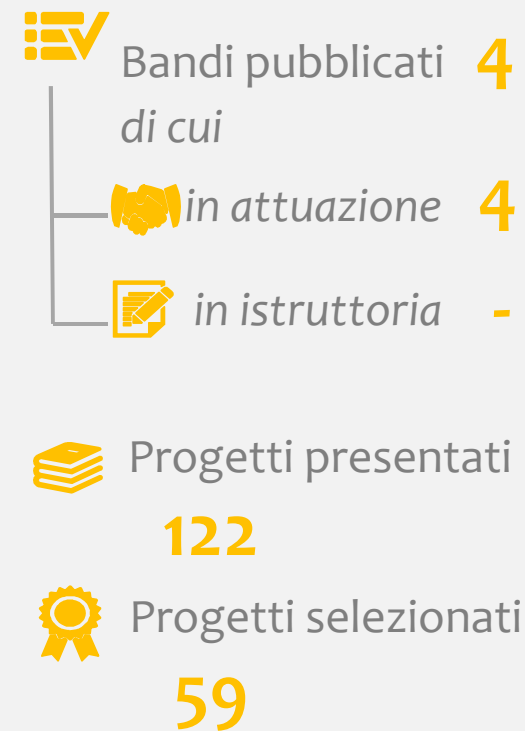 Bandi pubblicati 4
di cui
in attuazione 4
in istruttoria -
Progetti presentati
122
Progetti selezionati
59